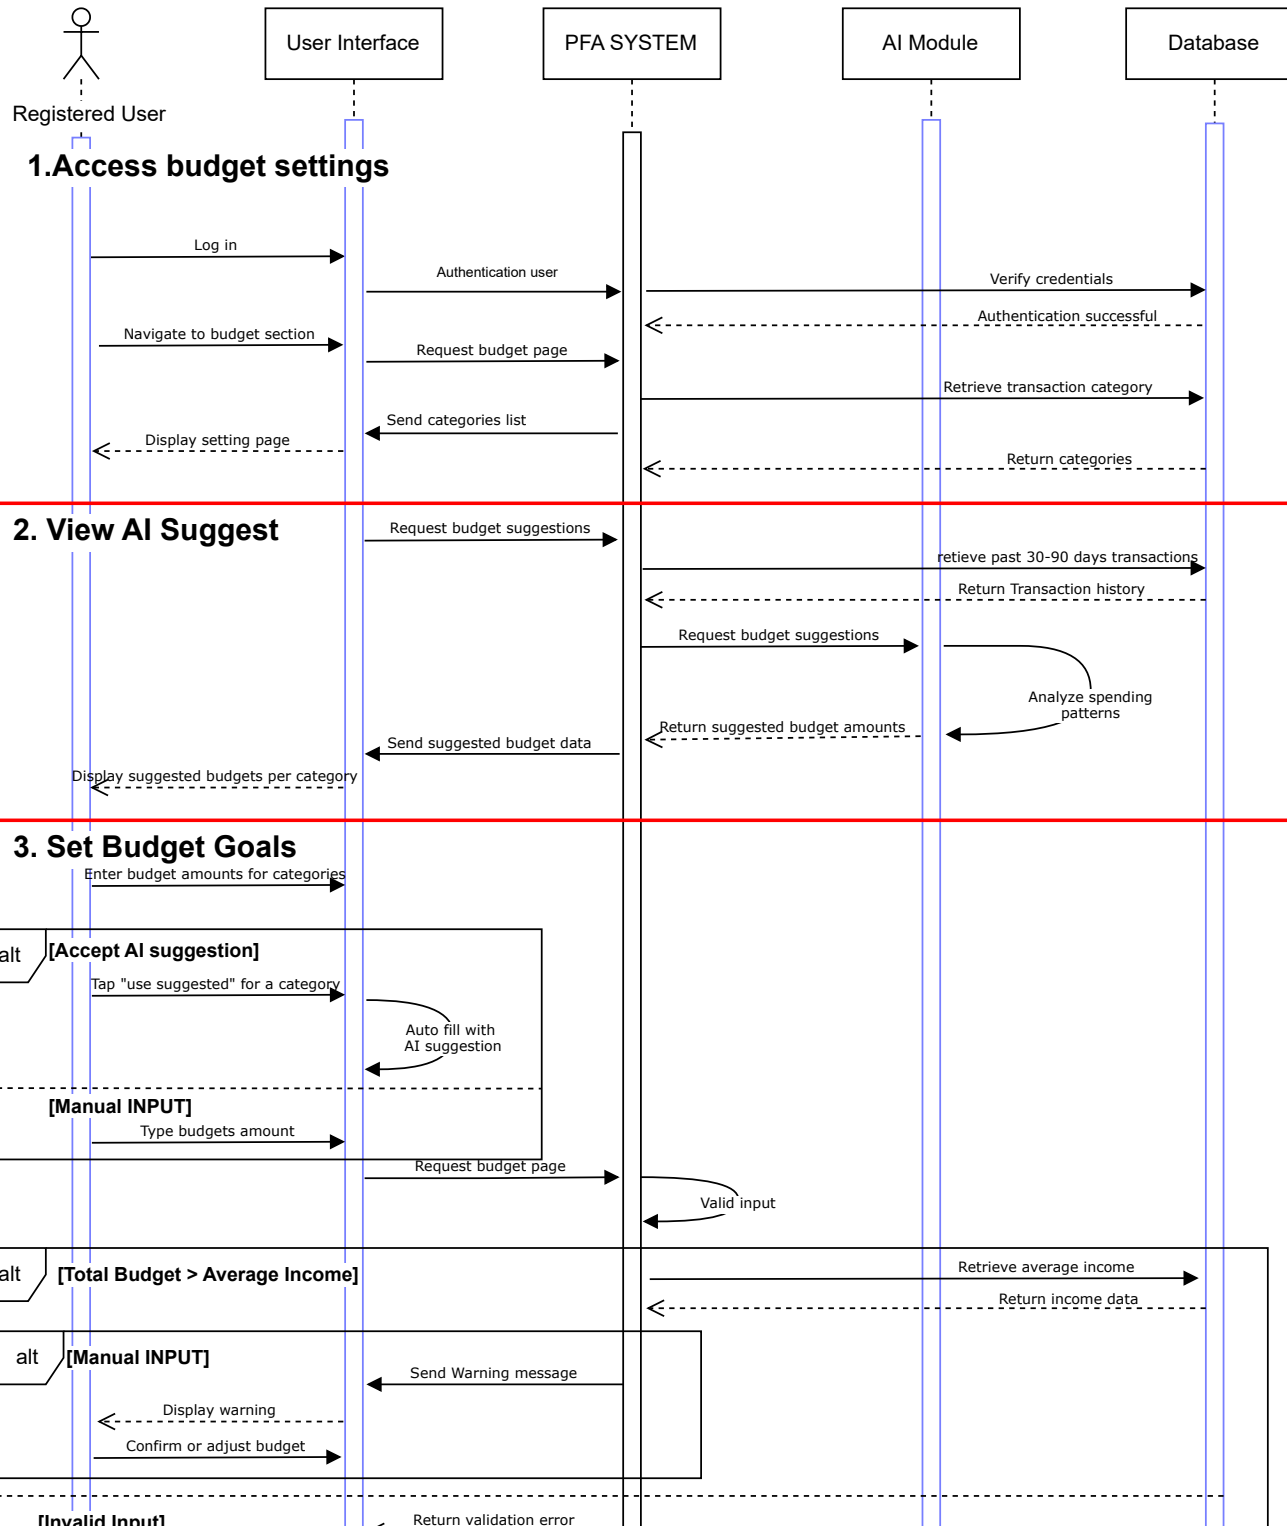 User Interface
PFA SYSTEM
AI Module
Database
Registered User
1.Access budget settings
Log in
Authentication user
Verify credentials
Authentication successful
Navigate to budget section
Request budget page
Retrieve transaction category
Send categories list
Display setting page
Return categories
2. View AI Suggest
Request budget suggestions
retieve past 30-90 days transactions
Return Transaction history
Request budget suggestions
Analyze spending
patterns
Return suggested budget amounts
Send suggested budget data
Display suggested budgets per category
3. Set Budget Goals
Enter budget amounts for categories
alt
[Accept AI suggestion]
Tap "use suggested" for a category
Auto fill with
AI suggestion
[Manual INPUT]
Type budgets amount
Request budget page
Valid input
alt
[Total Budget > Average Income]
Retrieve average income
Return income data
alt
[Manual INPUT]
Send Warning message
Display warning
Confirm or adjust budget
[Invalid Input]
Return validation error